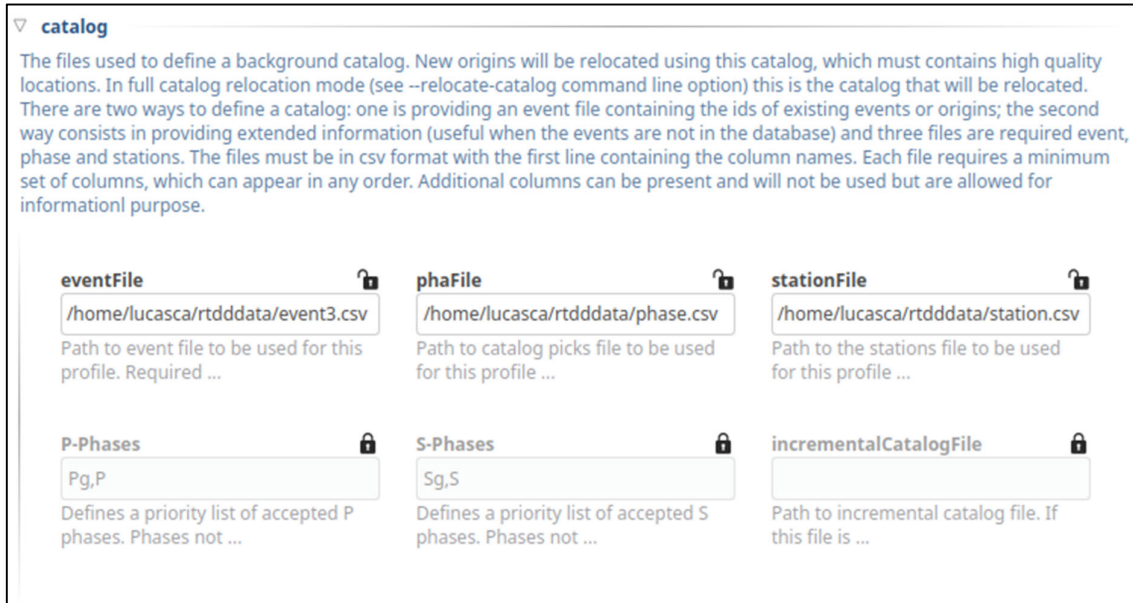 catalog
The files used to define a background catalog. New origins will be relocated using this catalog, which must contains high quality
locations. In full catalog relocation mode (see --relocate-catalog command line option) this is the catalog that will be relocated.
There are two ways to define a catalog: one is providing an event file containing the ids of existing events or origins; the second
way consists in providing extended information (useful when the events are not in the database) and three files are required event,
phase and stations. The files must be in csv format with the first line containing the column names. Each file requires a minimum
set of columns, which can appear in any order. Additional columns can be present and will not be used but are allowed for
informationl purpose.
eventFile
/home/lucasca/rtdddata/event3.csv
Path to event file to be used for this
profile. Required ...
phaFile
/home/lucasca/rtdddata/phase.csv
Path to catalog picks file to be used
for this profile ...
stationFile
/home/lucasca/rtdddata/station.csv
Path to the stations file to be used
for this profile ...
P-Phases
Pg,P
Defines a priority list of accepted P
phases. Phases not ...
S-Phases
Sg,S
Defines a priority list of accepted S
phases. Phases not ...
incrementalCatalogFile
Path to incremental catalog file. If
this file is ...